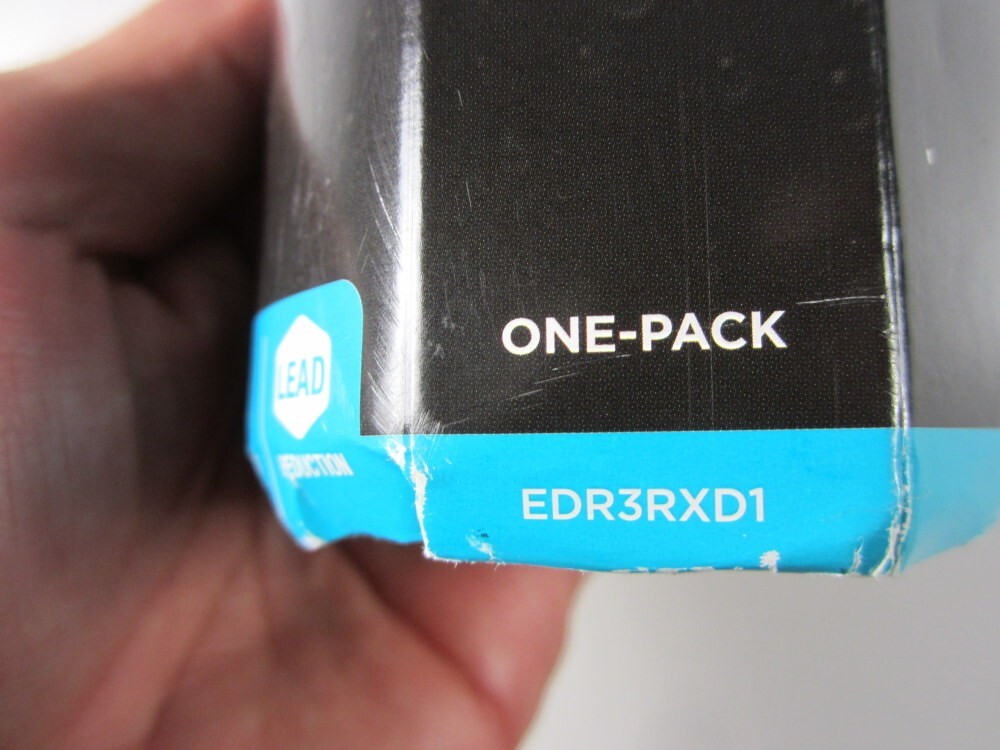 ONE-PACK
LEAD
REDUCTION
EDR3RXD1